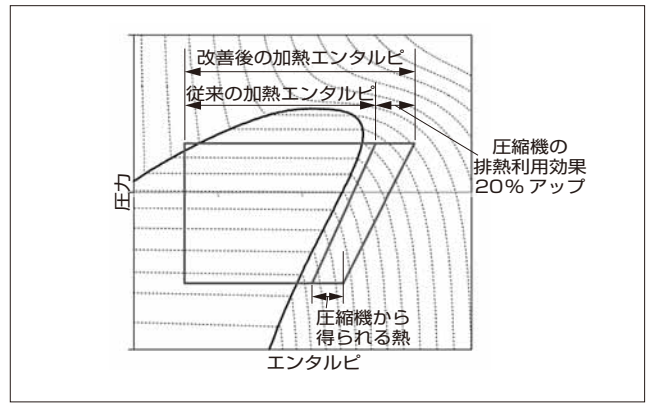 改善後の加熱エンタルピ
従来の加熱エンタルピ
圧縮機の
排熱利用効果
20%アップ
圧力
圧縮機から
得られる熱
エンタルピ